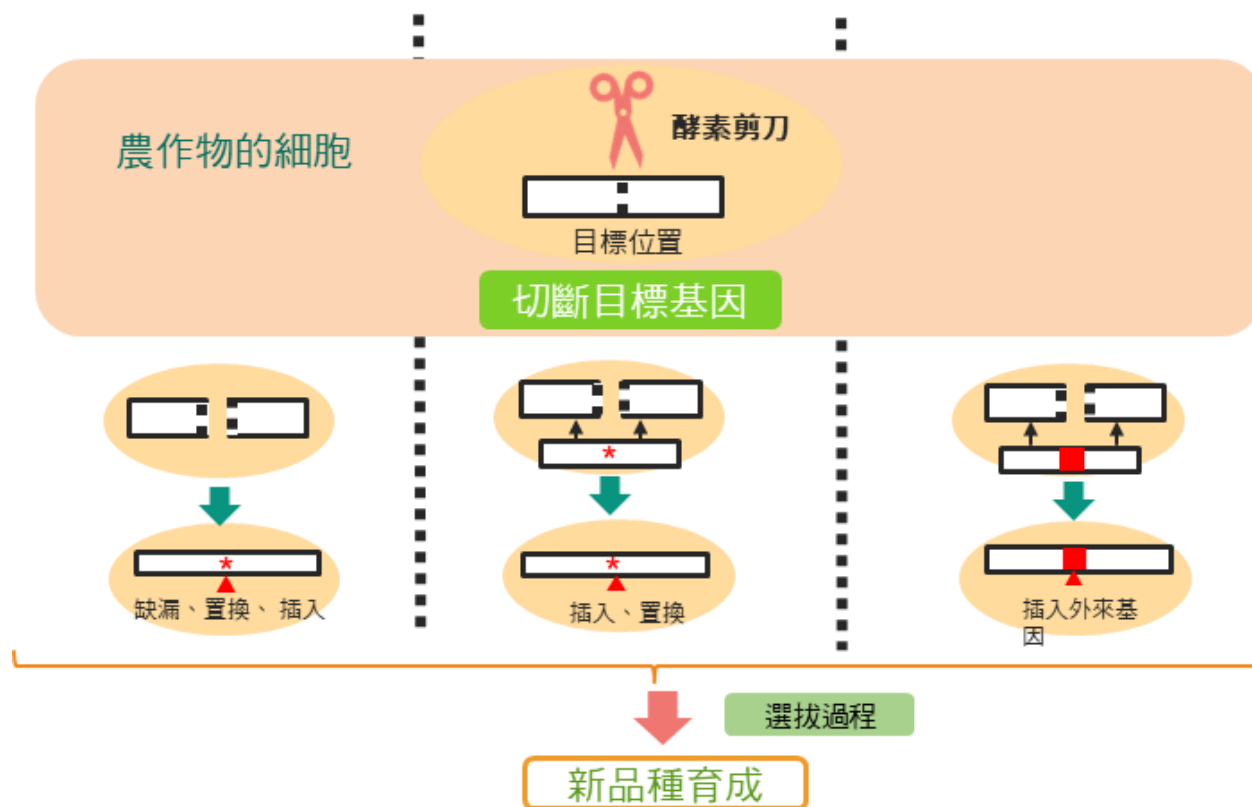 農作物的細胞
酵素剪刀
目標位置
切斷目標基因
*
*
*
缺漏、置換、 插入
*
插入、置換
插入外來基
因
選拔過程
新品種育成